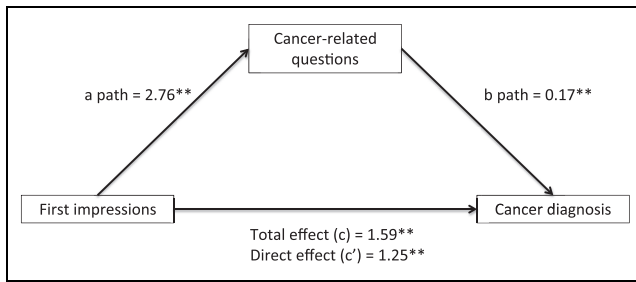 Cancer-related
questions
a path = 2.76**
b path = 0.17**
First impressions
Cancer diagnosis
Total effect (c) = 1.59**
Direct effect (c') = 1.25**